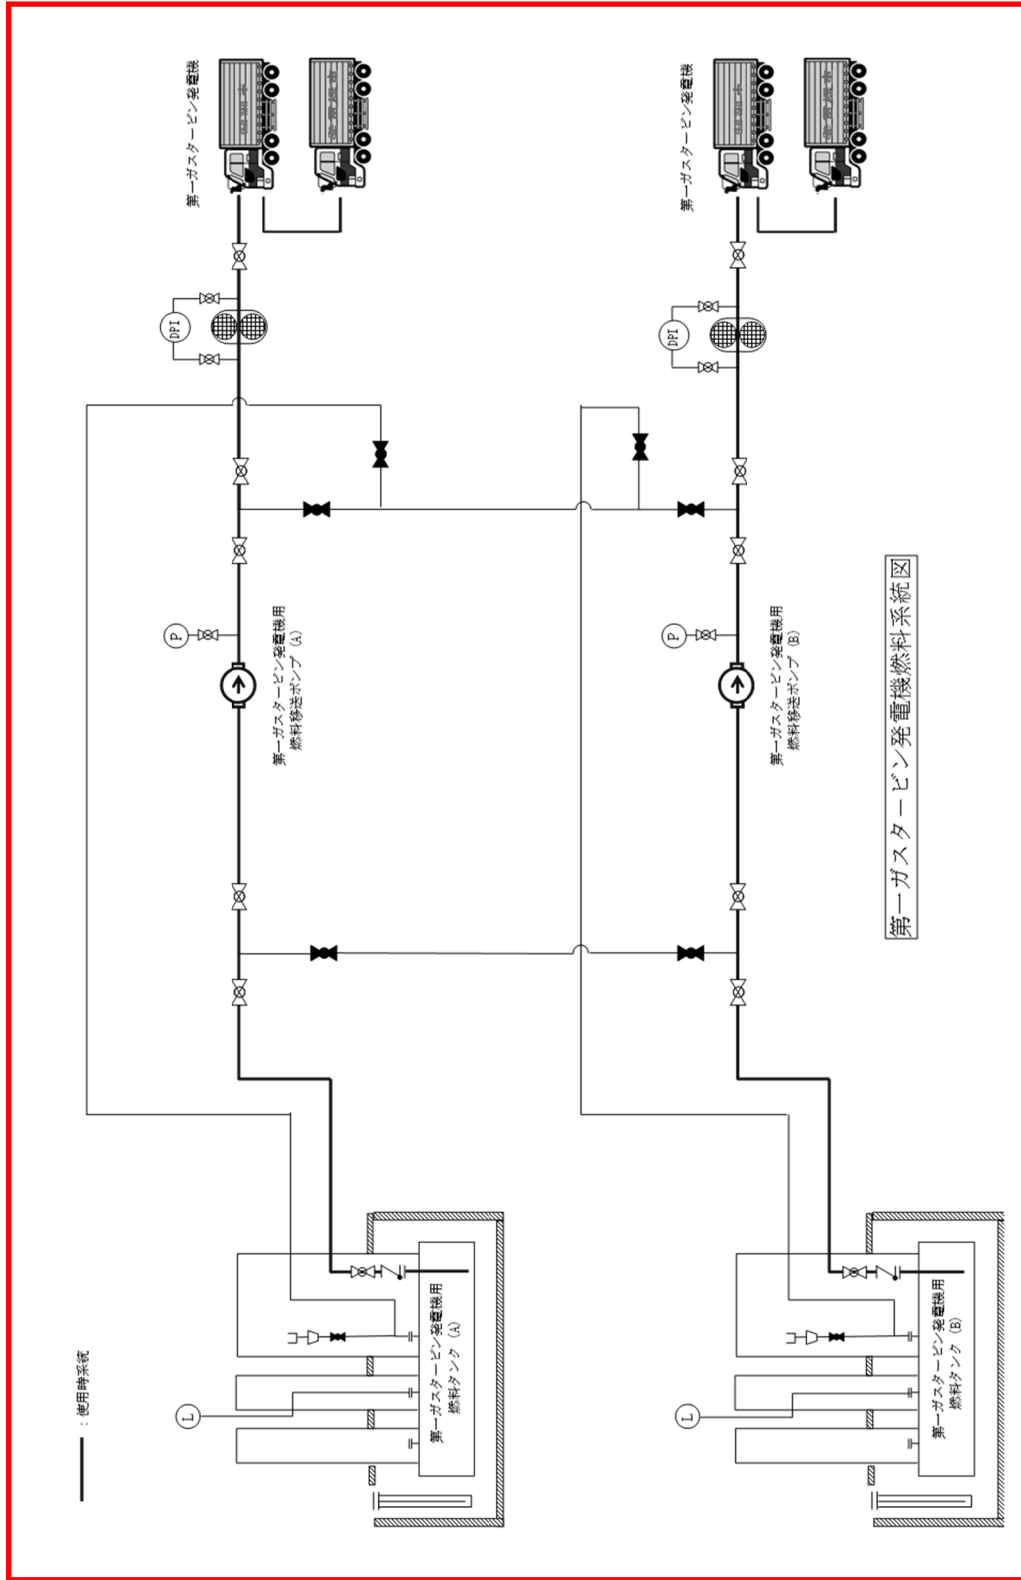 第一ガスタービン発電機
第一ガスタービン発電機
DPI
DPI
P
第一ガスタービン発電機用
燃料移送ポンプ (A)
P
第一ガスタービン発電機用
燃料移送ポンプ (B)
第一ガスタービン発電機燃料系統図
L
第一ガスタービン発電機用
燃料タンク (A)
L
第一ガスタービン発電機用
燃料タンク (B)
：使用時系統